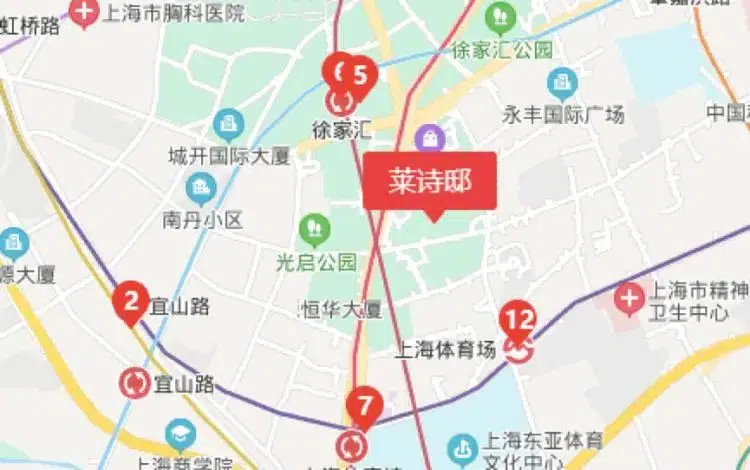 上海市胸科医院
虹桥路
徐家汇公园
6
5
徐家汇
永丰国际广场
中国
城开国际大厦
莱诗邸
南丹小区
光启公园
源大厦
2
宜山路
恒华大厦
上海市精神
卫生中心
12
上海体育场
宜山路
7
上海商学院
上海东亚体育
文化中心